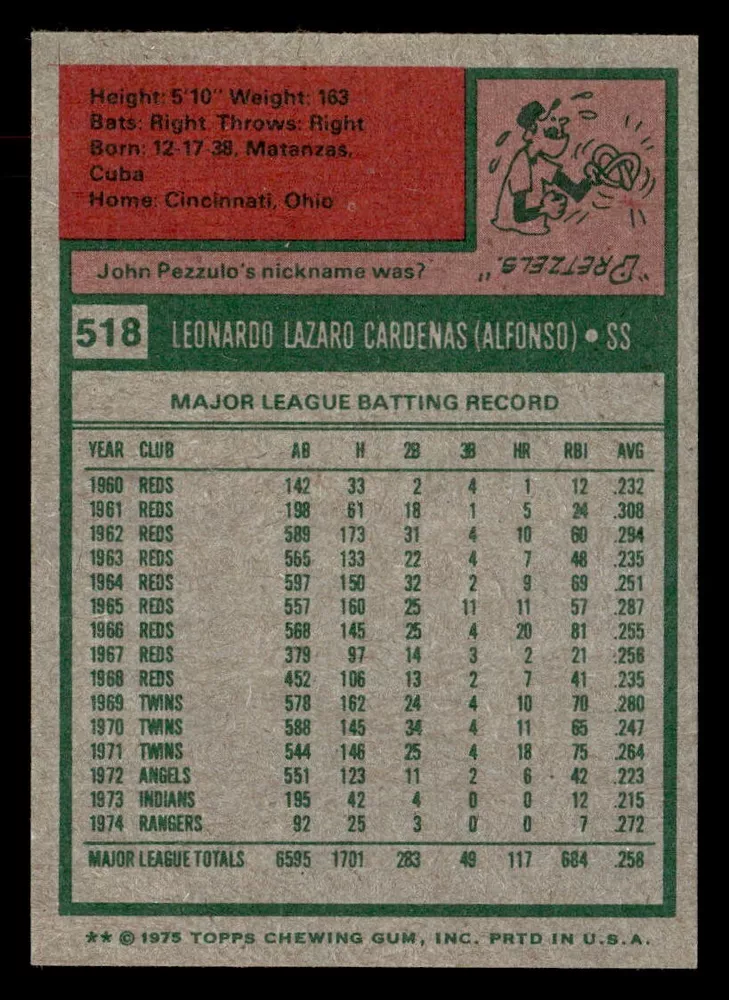 Height: 5'10" Weight: 163
Bats: Right Throws: Right
Born: 12-17-38, Matanzas,
Cuba
Home: Cincinnati, Ohio
John Pezzulo's nickname was?
"PRETZELS."
518 LEONARDO LAZARO CARDENAS (ALFONSO) • SS
MAJOR LEAGUE BATTING RECORD
YEAR CLUB AB H 2B 3B HR RBI AVG
1960 REDS 142 33 2 4 1 12 .232
1961 REDS 198 61 18 1 5 24 .308
1962 REDS 589 173 31 4 10 60 .294
1963 REDS 565 133 22 4 7 48 .235
1964 REDS 597 150 32 2 9 69 .251
1965 REDS 557 160 25 11 11 57 .287
1966 REDS 568 145 25 4 20 81 .255
1967 REDS 379 97 14 3 2 21 .256
1968 REDS 452 106 13 2 7 41 .235
1969 TWINS 578 162 24 4 10 70 .280
1970 TWINS 588 145 34 4 11 65 .247
1971 TWINS 544 146 25 4 18 75 .264
1972 ANGELS 551 123 11 2 6 42 .223
1973 INDIANS 195 42 4 0 0 12 .215
1974 RANGERS 92 25 3 0 0 7 .272
MAJOR LEAGUE TOTALS 6595 1701 283 49 117 684 .258
** © 1975 TOPPS CHEWING GUM, INC. PRTD IN U.S.A.